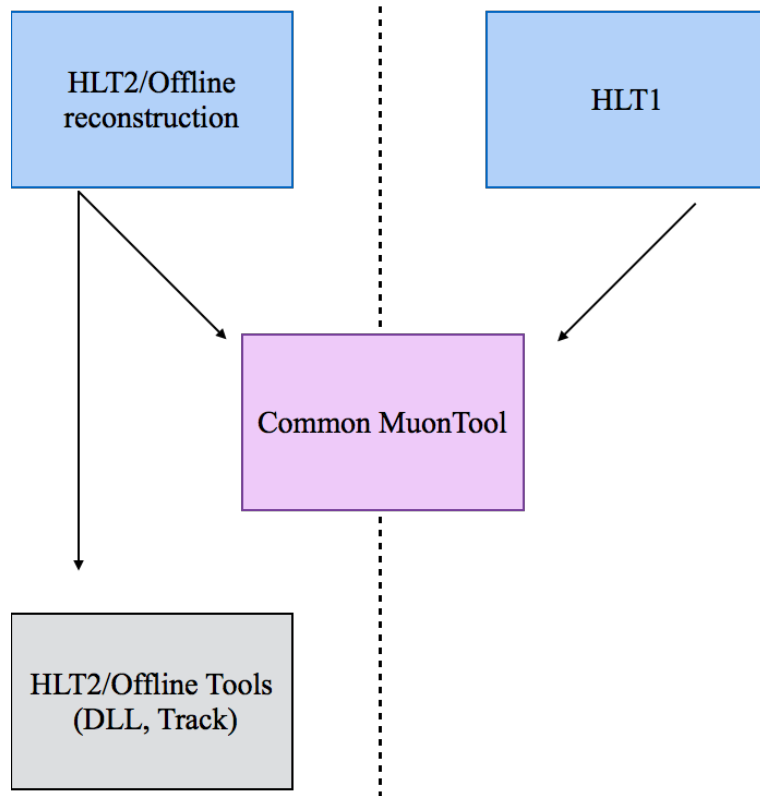 HLT2/Offline
reconstruction
HLT1
Common MuonTool
HLT2/Offline Tools
(DLL, Track)